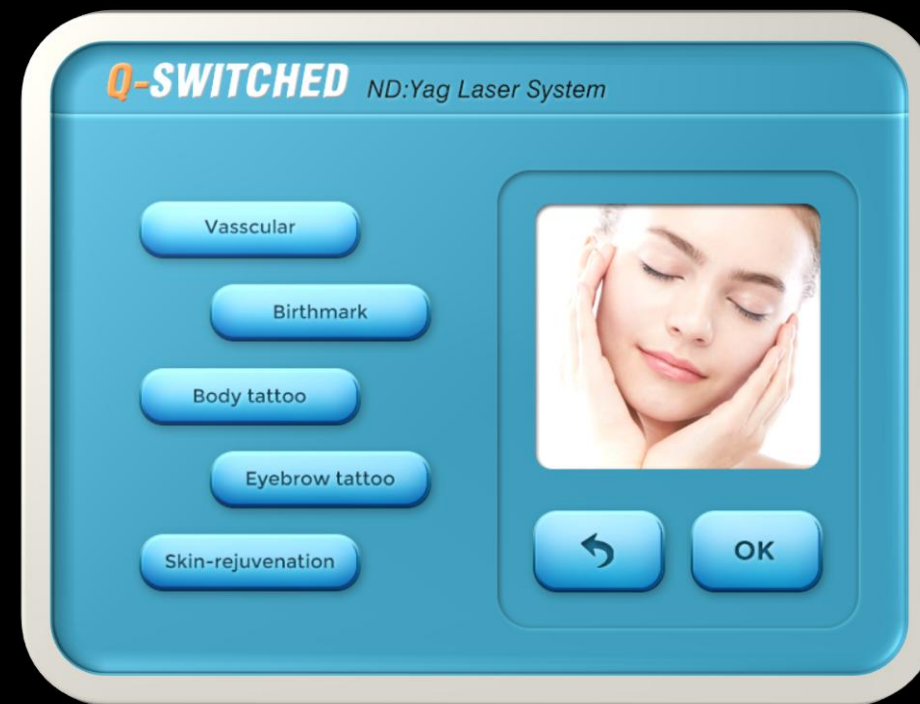 Q-SWITCHED ND:Yag Laser System
Vasscular
Birthmark
Body tattoo
Eyebrow tattoo
Skin-rejuvenation
OK